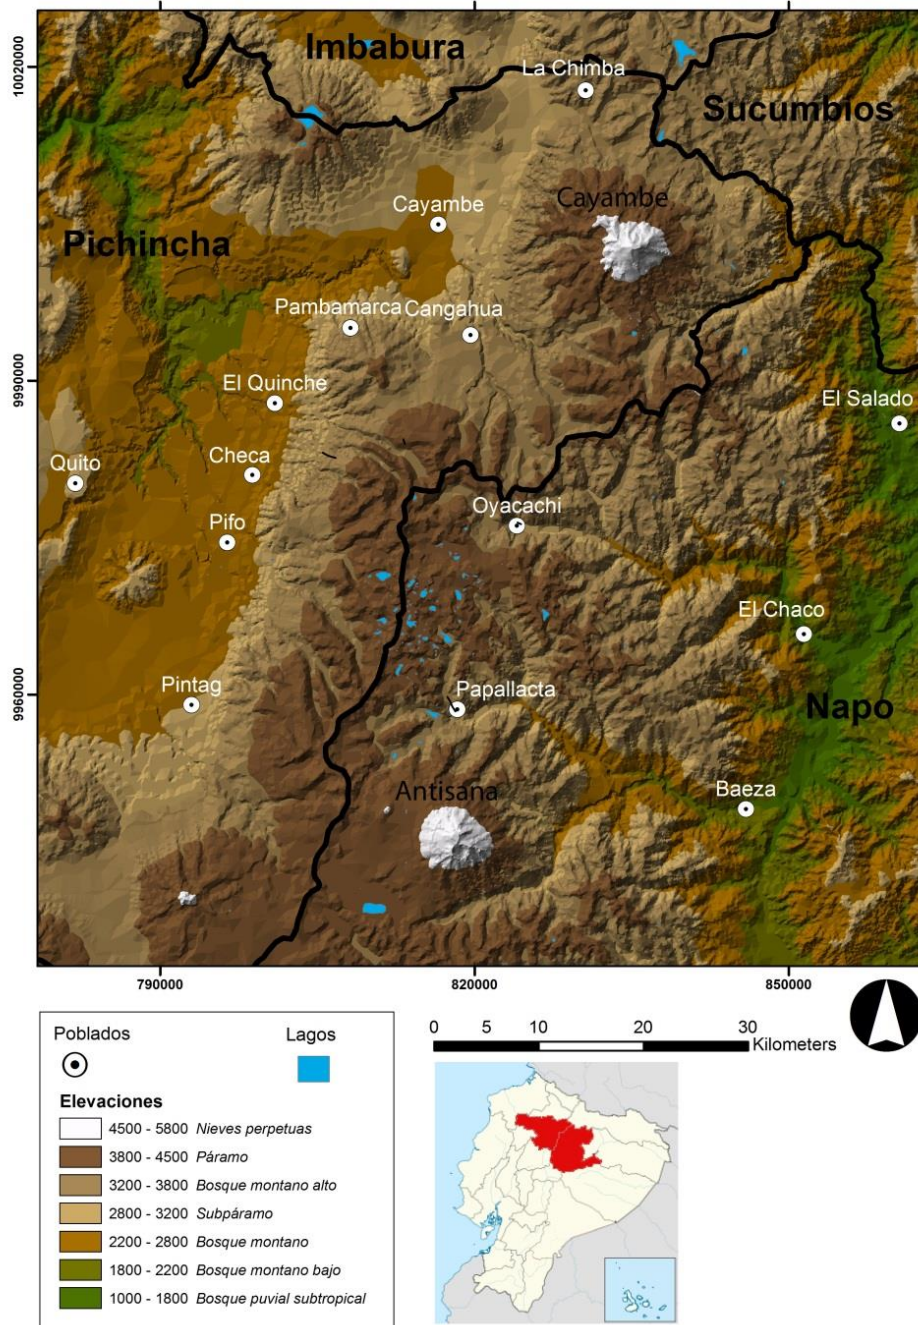 Imbabura
La Chimba
Sucumbios
10020000
Cayambe
Cayambe
Pichincha
Pambamarca
Cangahua
9990000
El Quinche
El Salado
Checa
Quito
Oyacachi
Pifo
El Chaco
Pintag
Papallacta
Napo
9960000
Antisana
Baeza
790000
820000
850000
Poblados
Lagos
Elevaciones
4500 - 5800 Nieves perpetuas
3800 - 4500 Páramo
3200 - 3800 Bosque montano alto
2800 - 3200 Subpáramo
2200 - 2800 Bosque montano
1800 - 2200 Bosque montano bajo
1000 - 1800 Bosque puvial subtropical
0 5 10 20 30
Kilometers